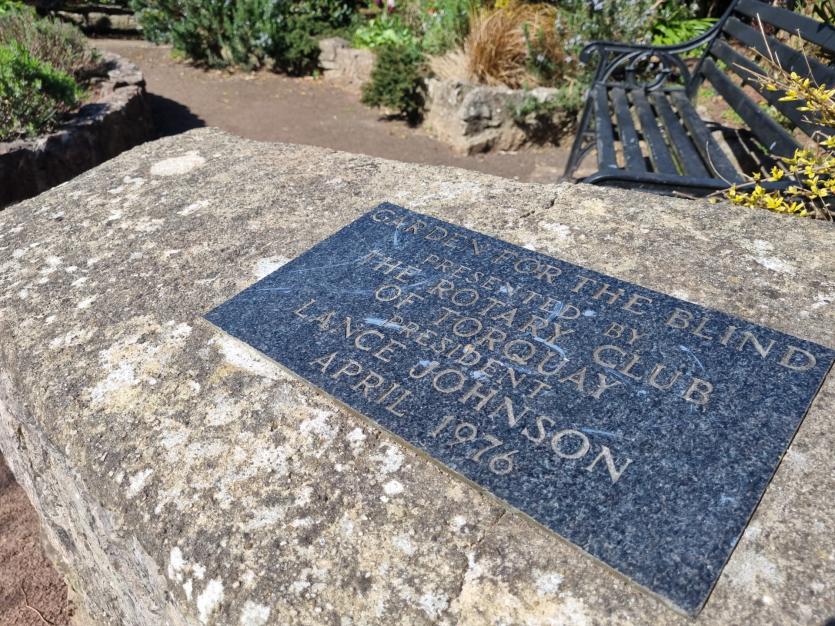 GARDEN FOR THE BLIND
PRESENTED BY
THE ROTARY CLUB
OF TORQUAY
PRESIDENT
LANCE JOHNSON
APRIL 1976